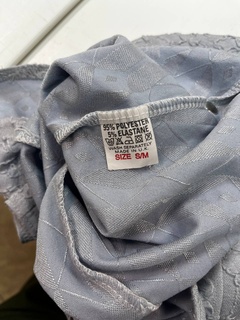 95% POLYESTER
5% ELASTANE
WASH SEPARATELY
MADE IN U.K.
SIZE S/M